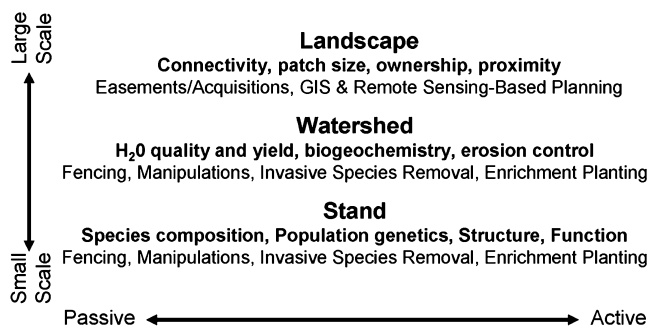 Large
Scale
Landscape
Connectivity, patch size, ownership, proximity
Easements/Acquisitions, GIS & Remote Sensing-Based Planning
Watershed
H₂0 quality and yield, biogeochemistry, erosion control
Fencing, Manipulations, Invasive Species Removal, Enrichment Planting
Stand
Species composition, Population genetics, Structure, Function
Fencing, Manipulations, Invasive Species Removal, Enrichment Planting
Small
Scale
Passive
Active